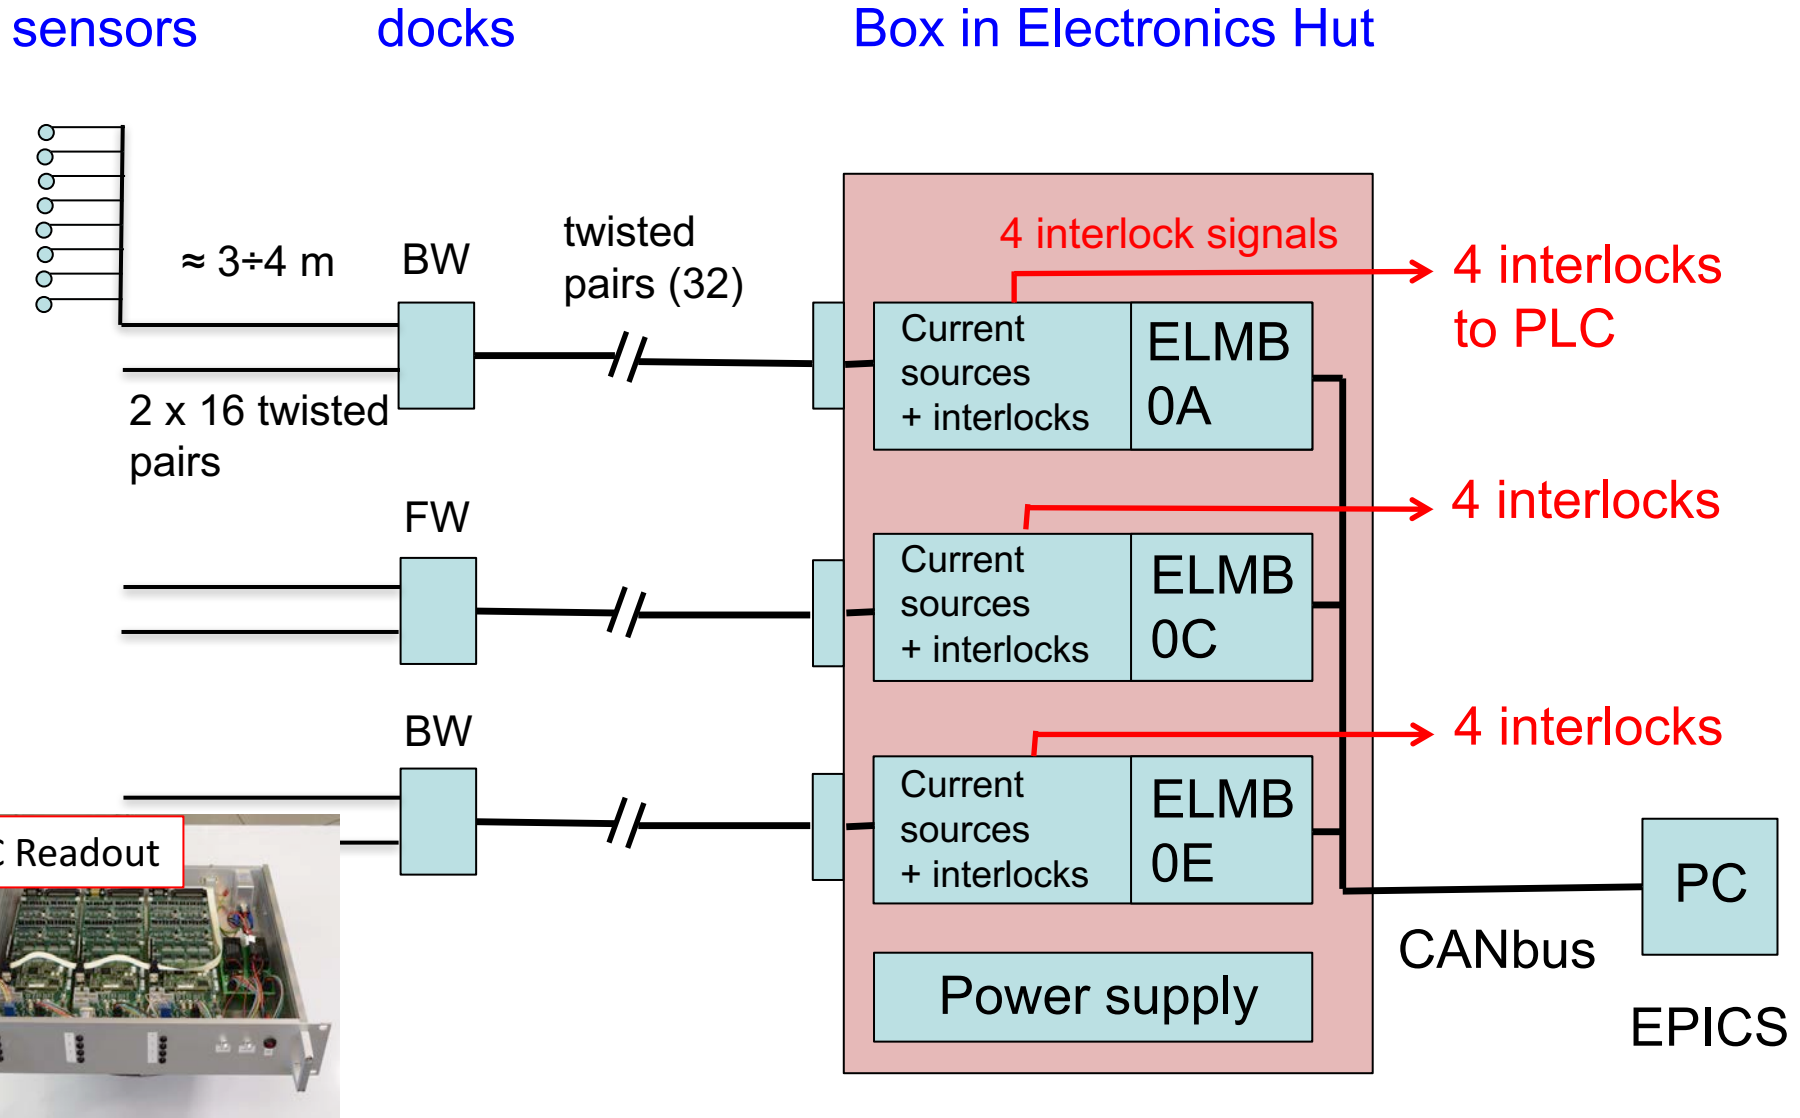 sensors
docks
Box in Electronics Hut
≈ 3÷4 m
BW
twisted
pairs (32)
4 interlock signals
4 interlocks
to PLC
Current
sources
+ interlocks
ELMB
0A
2 x 16 twisted
pairs
FW
4 interlocks
Current
sources
+ interlocks
ELMB
0C
BW
4 interlocks
Current
sources
+ interlocks
ELMB
0E
Readout
PC
CANbus
Power supply
EPICS